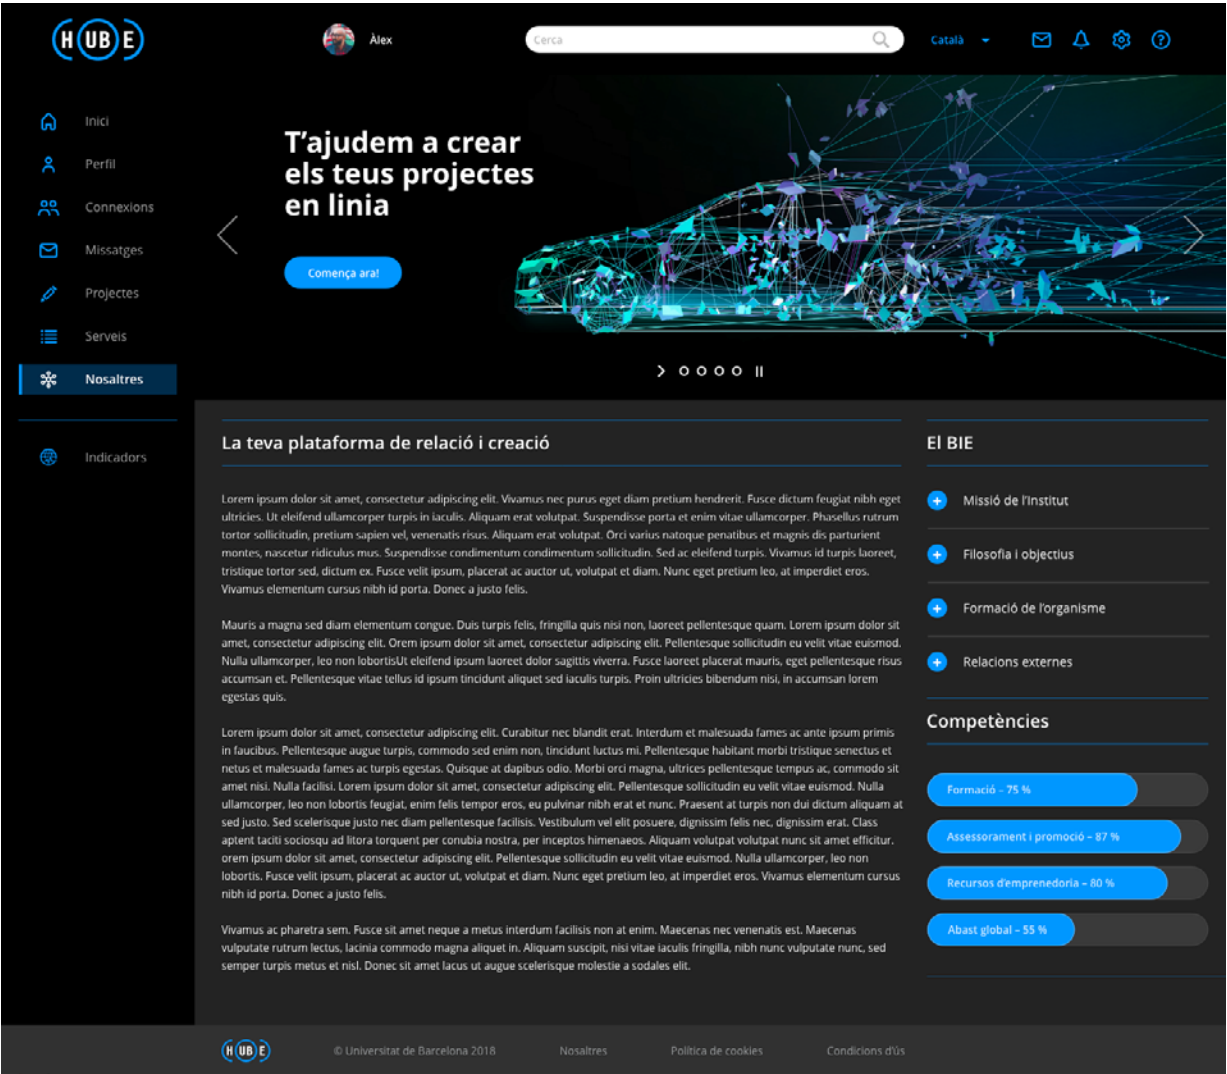 HUBE
Àlex
Cerca
Català
Inici
Perfil
Connexions
Missatges
Projectes
Serveis
Nosaltres
Indicadors
T'ajudem a crear
els teus projectes
en linia
Comença ara!
La teva plataforma de relació i creació
Lorem ipsum dolor sit amet, consectetur adipiscing elit. Vivamus nec purus eget diam pretium hendrerit. Fusce dictum feugiat nibh eget
ultricies. Ut eleifend ullamcorper turpis in iaculis. Aliquam erat volutpat. Suspendisse porta et enim vitae ullamcorper. Phasellus rutrum
tortor sollicitudin, pretium sapien vel, venenatis risus. Aliquam erat volutpat. Orci varius natoque penatibus et magnis dis parturient
montes, nascetur ridiculus mus. Suspendisse condimentum condimentum sollicitudin. Sed ac eleifend turpis. Vivamus id turpis laoreet,
tristique tortor sed, dictum ex. Fusce velit ipsum, placerat ac auctor ut, volutpat et diam. Nunc eget pretium leo, at imperdiet eros.
Vivamus elementum cursus nibh id porta. Donec a justo felis.
Mauris a magna sed diam elementum congue. Duis turpis felis, fringilla quis nisi non, laoreet pellentesque quam. Lorem ipsum dolor sit
amet, consectetur adipiscing elit. Orem ipsum dolor sit amet, consectetur adipiscing elit. Pellentesque sollicitudin eu velit vitae euismod.
Nulla ullamcorper, leo non lobortisUt eleifend ipsum laoreet dolor sagittis viverra. Fusce laoreet placerat mauris, eget pellentesque risus
accumsan et. Pellentesque vitae tellus id ipsum tincidunt aliquet sed iaculis turpis. Proin ultricies bibendum nisi, in accumsan lorem
egestas quis.
Lorem ipsum dolor sit amet, consectetur adipiscing elit. Curabitur nec blandit erat. Interdum et malesuada fames ac ante ipsum primis
in faucibus. Pellentesque augue turpis, commodo sed enim non, tincidunt luctus mi. Pellentesque habitant morbi tristique senectus et
netus et malesuada fames ac turpis egestas. Quisque at dapibus odio. Morbi orci magna, ultrices pellentesque tempus ac, commodo sit
amet nisi. Nulla facilisi. Lorem ipsum dolor sit amet, consectetur adipiscing elit. Pellentesque sollicitudin eu velit vitae euismod. Nulla
ullamcorper, leo non lobortis feugiat, enim felis tempor eros, eu pulvinar nibh erat et nunc. Praesent at turpis non dui dictum aliquam at
sed justo. Sed scelerisque justo nec diam pellentesque facilisis. Vestibulum vel elit posuere, dignissim felis nec, dignissim erat. Class
aptent taciti sociosqu ad litora torquent per conubia nostra, per inceptos himenaeos. Aliquam volutpat volutpat nunc sit amet efficitur.
orem ipsum dolor sit amet, consectetur adipiscing elit. Pellentesque sollicitudin eu velit vitae euismod. Nulla ullamcorper, leo non
lobortis. Fusce velit ipsum, placerat ac auctor ut, volutpat et diam. Nunc eget pretium leo, at imperdiet eros. Vivamus elementum cursus
nibh id porta. Donec a justo felis.
Vivamus ac pharetra sem. Fusce sit amet neque a metus interdum facilisis non at enim. Maecenas nec venenatis est. Maecenas
vulputate rutrum lectus, lacinia commodo magna aliquet in. Aliquam suscipit, nisi vitae iaculis fringilla, nibh nunc vulputate nunc, sed
semper turpis metus et nisl. Donec sit amet lacus ut augue scelerisque molestie a sodales elit.
El BIE
Missió de l'Institut
Filosofia i objectius
Formació de l'organisme
Relacions externes
Competències
Formació – 75 %
Assessorament i promoció – 87 %
Recursos d'emprenedoria – 80 %
Abast global – 55 %
HUBE
© Universitat de Barcelona 2018
Nosaltres
Política de cookies
Condicions d'ús